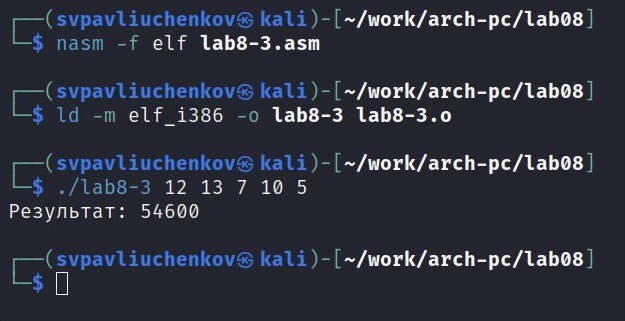 ┌──(svpavliuchenkov㉿kali)-[~/work/arch-pc/lab08]
└─$ nasm -f elf lab8-3.asm
┌──(svpavliuchenkov㉿kali)-[~/work/arch-pc/lab08]
└─$ ld -m elf_i386 -o lab8-3 lab8-3.o
┌──(svpavliuchenkov㉿kali)-[~/work/arch-pc/lab08]
└─$ ./lab8-3 12 13 7 10 5
Результат: 54600
┌──(svpavliuchenkov㉿kali)-[~/work/arch-pc/lab08]
└─$